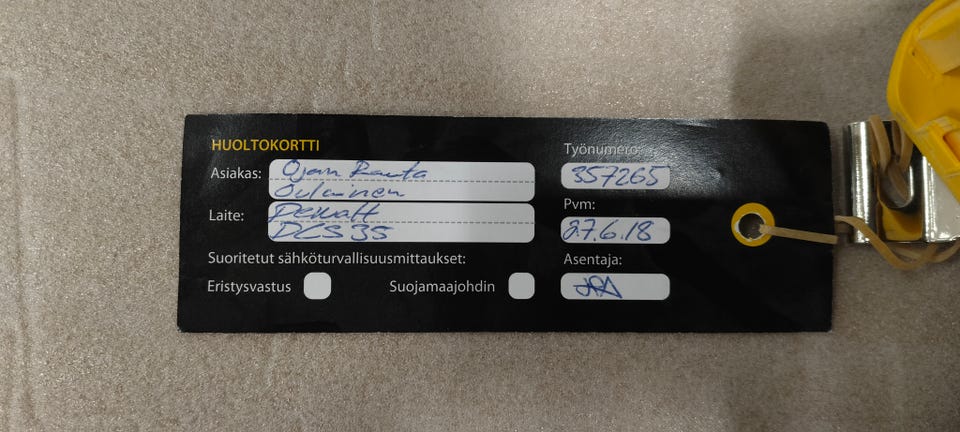 HUOLTOKORTTI
Asiakas: Ojan Rauta
Oulainen
Laite: Dewalt
DCS 35
Suoritetut sähköturvallisuusmittaukset:
Eristysvastus
Suojamaajohdin
Työnumero:
357265
Pvm:
27.6.18
Asentaja: